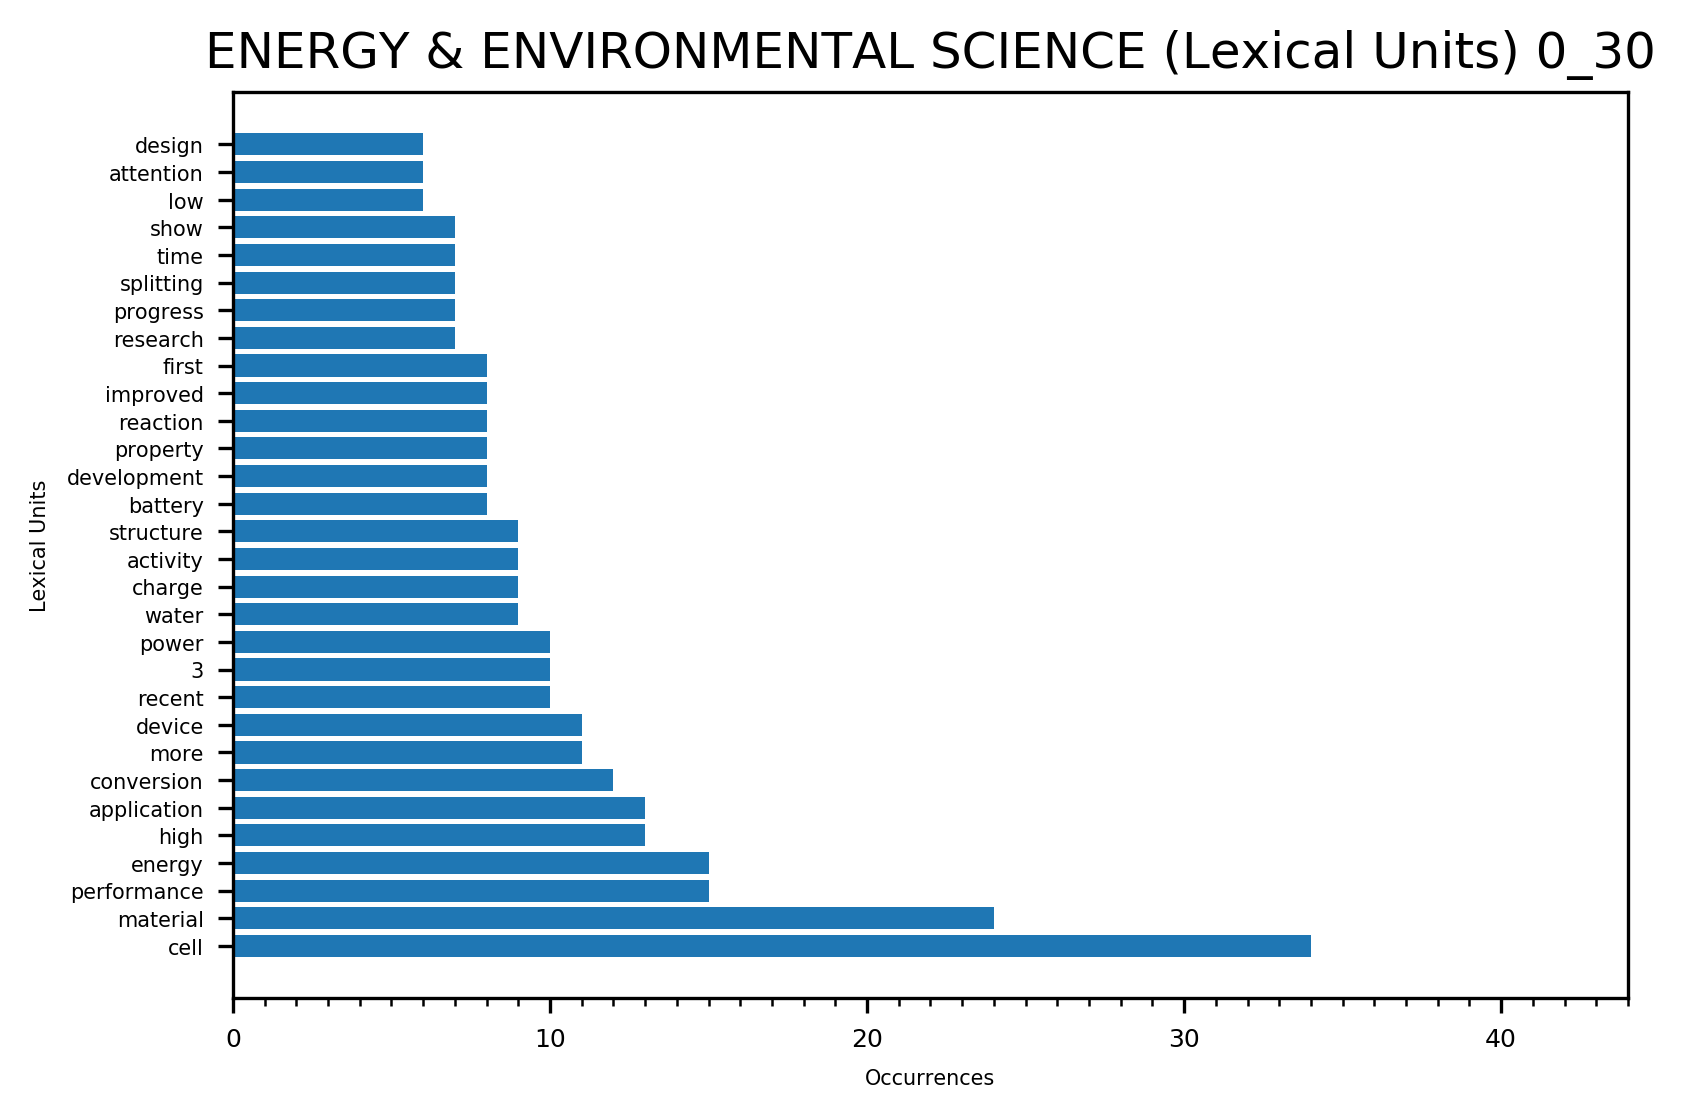 ENERGY & ENVIRONMENTAL SCIENCE (Lexical Units) 0_30
design
attention
low
show
time
splitting
progress
research
first
improved
reaction
property
development
battery
structure
activity
charge
water
power
3
recent
device
more
conversion
application
high
energy
performance
material
cell
Lexical Units
0 10 20 30 40
Occurrences